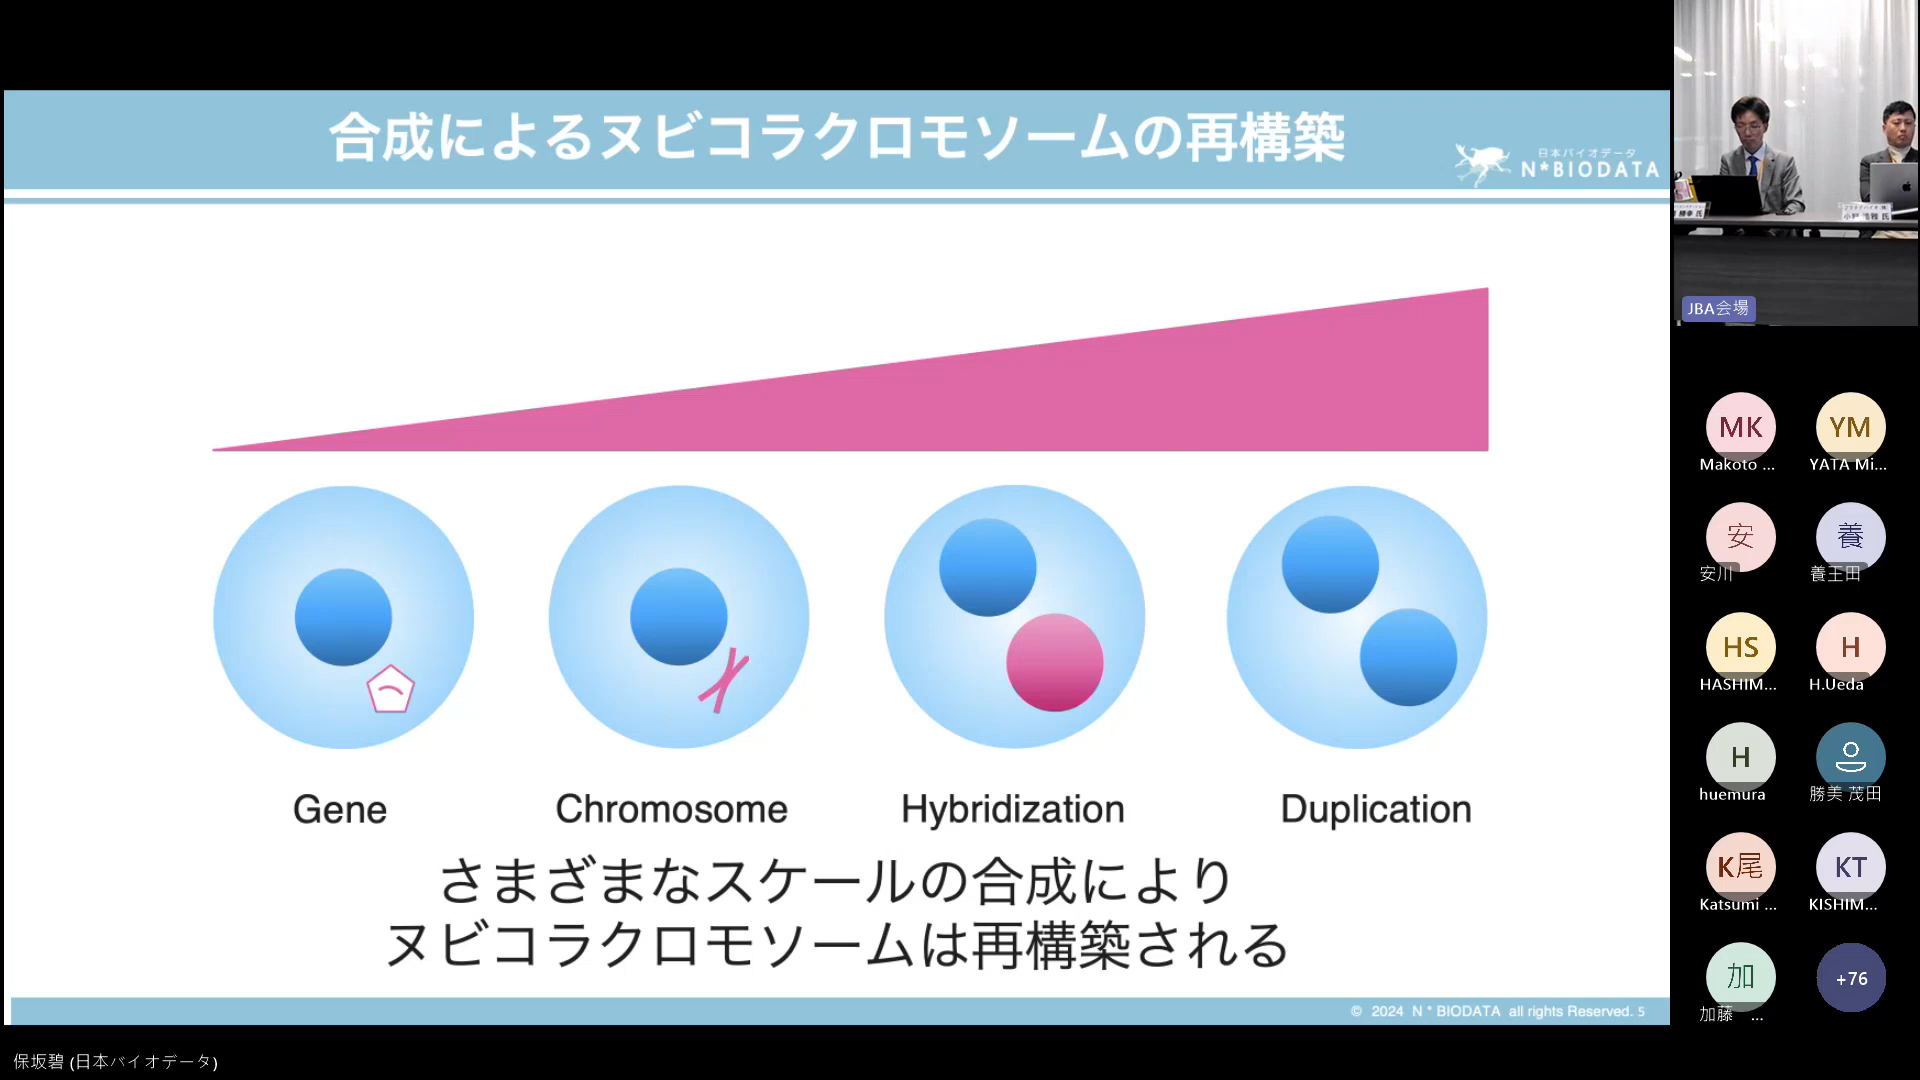 合成によるヌビコラクロモソームの再構築
日本バイオデータ
N*BIODATA
Gene
Chromosome
Hybridization
Duplication
さまざまなスケールの合成により
ヌビコラクロモソームは再構築される
© 2024 N * BIODATA all rights Reserved. 5
保坂碧 (日本バイオデータ)
JBA会場
MK
Makoto ...
YM
YATA Mi...
安
安川
養
養王田
HS
HASHIM...
H
H.Ueda
H
huemura
勝美 茂田
K尾
Katsumi ...
KT
KISHIM...
加
加藤 ...
+76